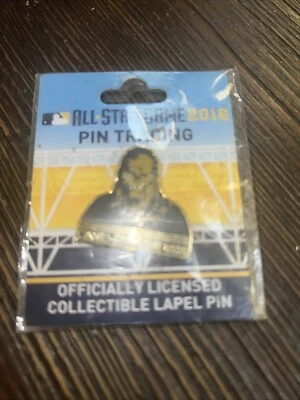 ALL-STAR GAME 2016
PIN TRADING
OFFICIALLY LICENSED
COLLECTIBLE LAPEL PIN